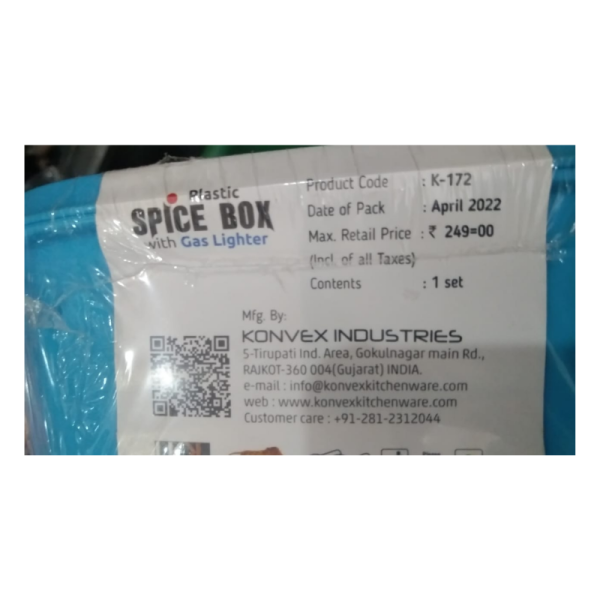 Plastic
SPICE BOX
with Gas Lighter
Product Code : K-172
Date of Pack : April 2022
Max. Retail Price : ₹ 249=00
(Incl. of all Taxes)
Contents : 1 set
Mfg. By:
KONVEX INDUSTRIES
5-Tirupati Ind. Area, Gokulnagar main Rd.,
RAJKOT-360 004(Gujarat) INDIA.
e-mail : info@konvexkitchenware.com
web : www.konvexkitchenware.com
Customer care : +91-281-2312044